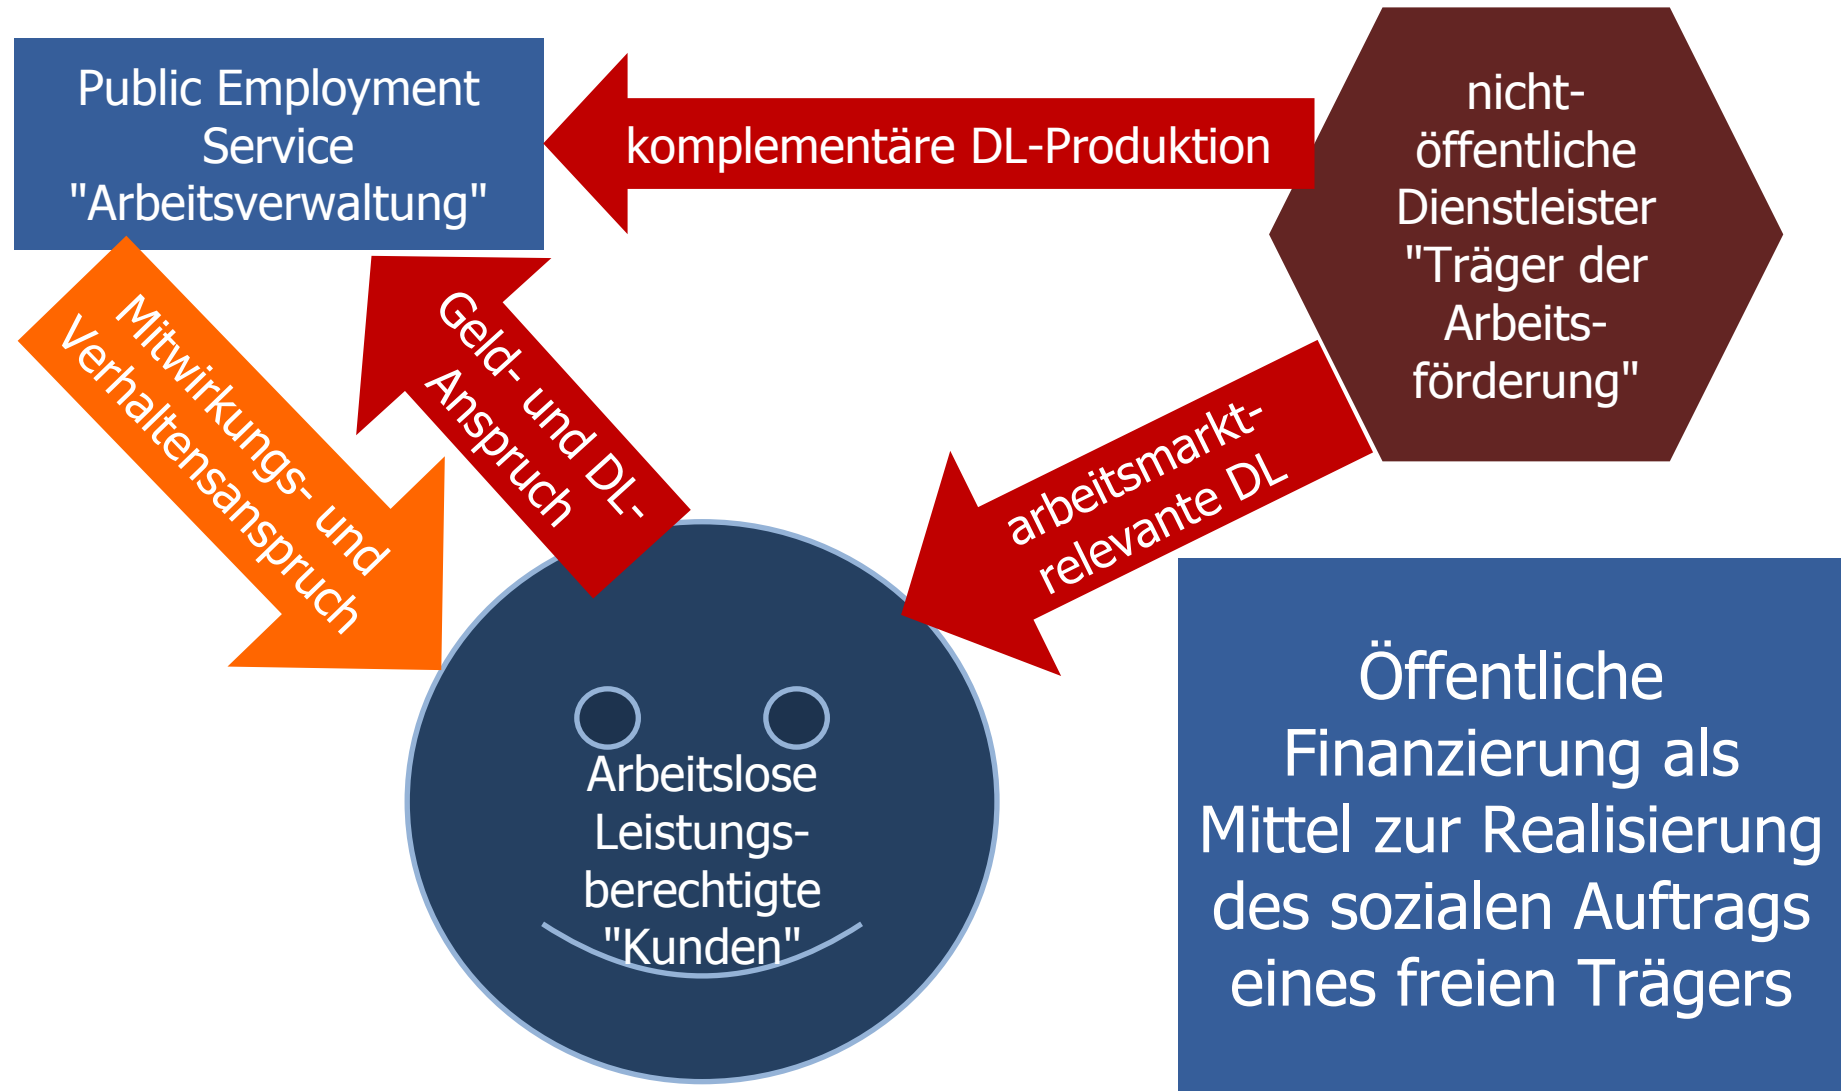 Public Employment
Service
"Arbeitsverwaltung"
komplementäre DL-Produktion
nicht-
öffentliche
Dienstleister
"Träger der
Arbeits-
förderung"
Mitwirkungs- und
Verhaltensanspruch
Geld- und DL-
Anspruch
arbeitsmarkt-
relevante DL
Arbeitslose
Leistungs-
berechtigte
"Kunden"
Öffentliche
Finanzierung als
Mittel zur Realisierung
des sozialen Auftrags
eines freien Trägers